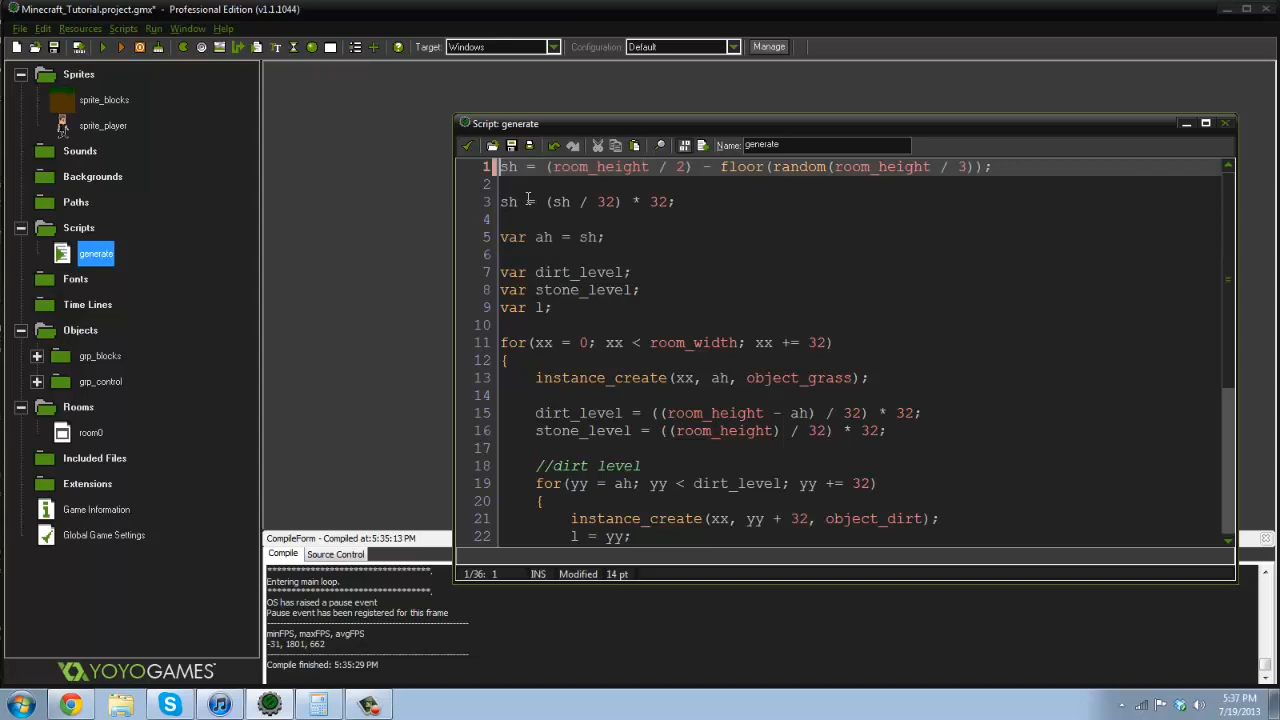 Minecraft_Tutorial.project.gmx* - Professional Edition (v1.1.1044)
File Edit Resources Scripts Run Window Help
Target: Windows Configuration: Default Manage
Sprites
sprite_blocks
sprite_player
Sounds
Backgrounds
Paths
Scripts
generate
Fonts
Time Lines
Objects
grp_blocks
grp_control
Rooms
room0
Included Files
Extensions
Game Information
Global Game Settings
YOYOGAMES
Script: generate
Name: generate
1 sh = (room_height / 2) - floor(random(room_height / 3));
2
3 sh = (sh / 32) * 32;
4
5 var ah = sh;
6
7 var dirt_level;
8 var stone_level;
9 var l;
10
11 for(xx = 0; xx < room_width; xx += 32)
12 {
13 instance_create(xx, ah, object_grass);
14
15 dirt_level = ((room_height - ah) / 32) * 32;
16 stone_level = ((room_height) / 32) * 32;
17
18 //dirt level
19 for(yy = ah; yy < dirt_level; yy += 32)
20 {
21 instance_create(xx, yy + 32, object_dirt);
22 l = yy;
1/36: 1 INS Modified 14 pt
CompileForm - Compiled at:5:35:13 PM
Compile Source Control
**********************************.
Entering main loop.
**********************************.
OS has raised a pause event
Pause event has been registered for this frame
--------------------------------------------------
minFPS, maxFPS, avgFPS
-31, 1801, 662
--------------------------------------------------
Compile finished: 5:35:29 PM
5:37 PM
7/19/2013